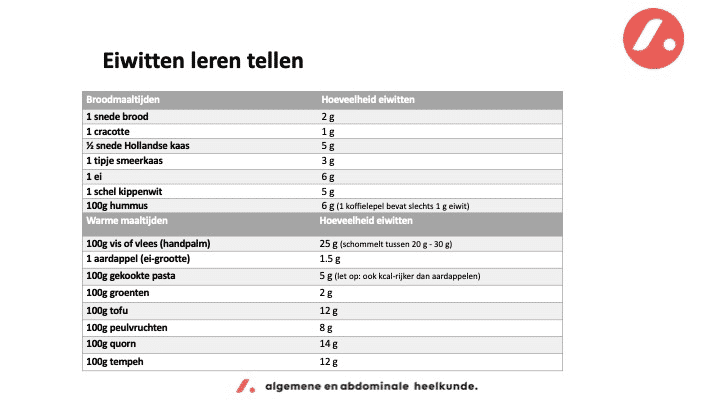 Eiwitten leren tellen
Broodmaaltijden Hoeveelheid eiwitten
1 snede brood 2 g
1 cracotte 1 g
½ snede Hollandse kaas 5 g
1 tipje smeerkaas 3 g
1 ei 6 g
1 schel kippenwit 5 g
100g hummus 6 g (1 koffielepel bevat slechts 1 g eiwit)
Warme maaltijden Hoeveelheid eiwitten
100g vis of vlees (handpalm) 25 g (schommelt tussen 20 g - 30 g)
1 aardappel (ei-grootte) 1.5 g
100g gekookte pasta 5 g (let op: ook kcal-rijker dan aardappelen)
100g groenten 2 g
100g tofu 12 g
100g peulvruchten 8 g
100g quorn 14 g
100g tempeh 12 g
algemene en abdominale heelkunde.